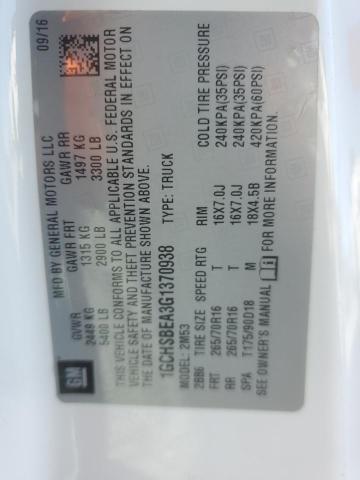 GM
MFD BY GENERAL MOTORS LLC
09/16
GVWR GAWR FRT GAWR RR
2449 KG 1315 KG 1497 KG
5400 LB 2900 LB 3300 LB
THIS VEHICLE CONFORMS TO ALL APPLICABLE U.S. FEDERAL MOTOR
VEHICLE SAFETY AND THEFT PREVENTION STANDARDS IN EFFECT ON
THE DATE OF MANUFACTURE SHOWN ABOVE.
1GCHSBEA3G1370938 TYPE: TRUCK
MODEL: 2M53
2BB6 TIRE SIZE SPEED RTG RIM COLD TIRE PRESSURE
FRT 265/70R16 T 16X7.0J 240KPA(35PSI)
RR 265/70R16 T 16X7.0J 240KPA(35PSI)
SPA T175/90D18 M 18X4.5B 420KPA(60PSI)
SEE OWNER'S MANUAL FOR MORE INFORMATION.